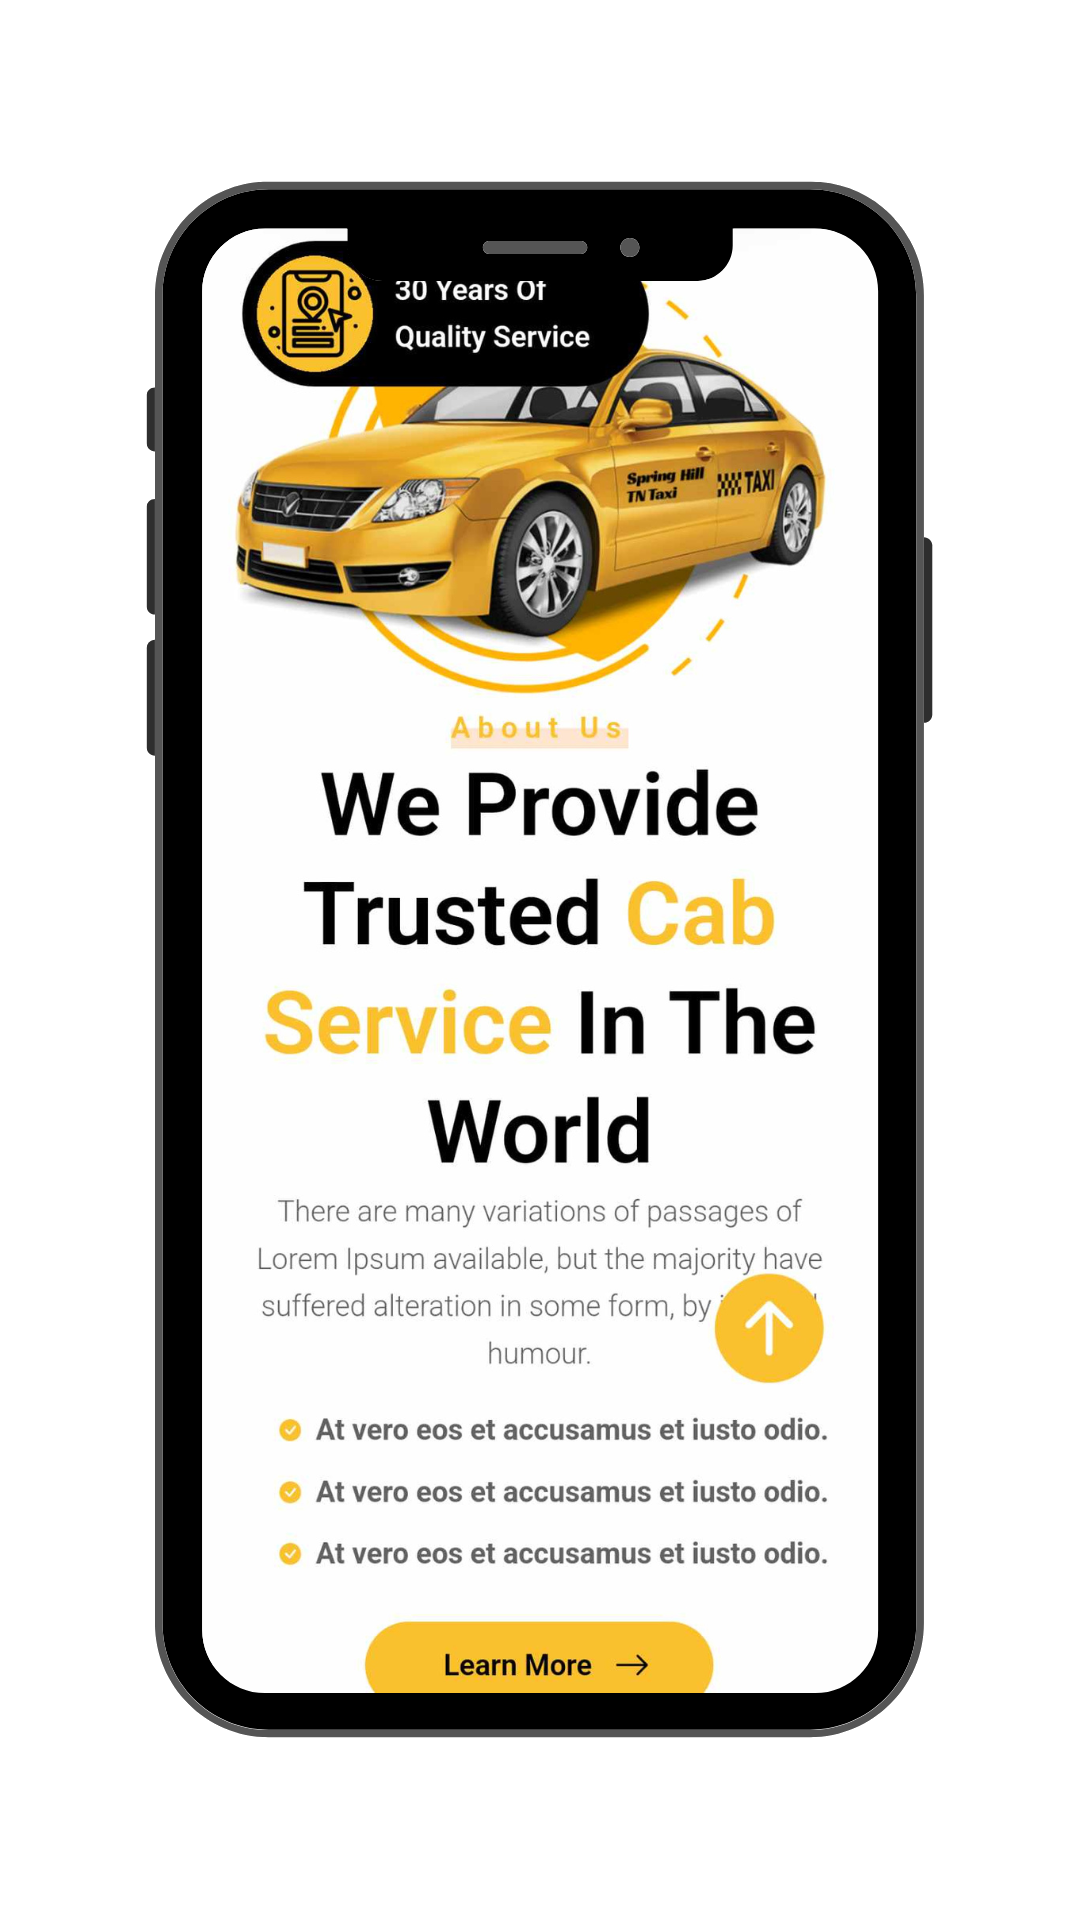 30 Years Of
Quality Service
Spring Hill
TN Taxi
TAXI
About Us
We Provide
Trusted Cab
Service In The
World
There are many variations of passages of
Lorem Ipsum available, but the majority have
suffered alteration in some form, by
humour.
At vero eos et accusamus et iusto odio.
At vero eos et accusamus et iusto odio.
At vero eos et accusamus et iusto odio.
Learn More